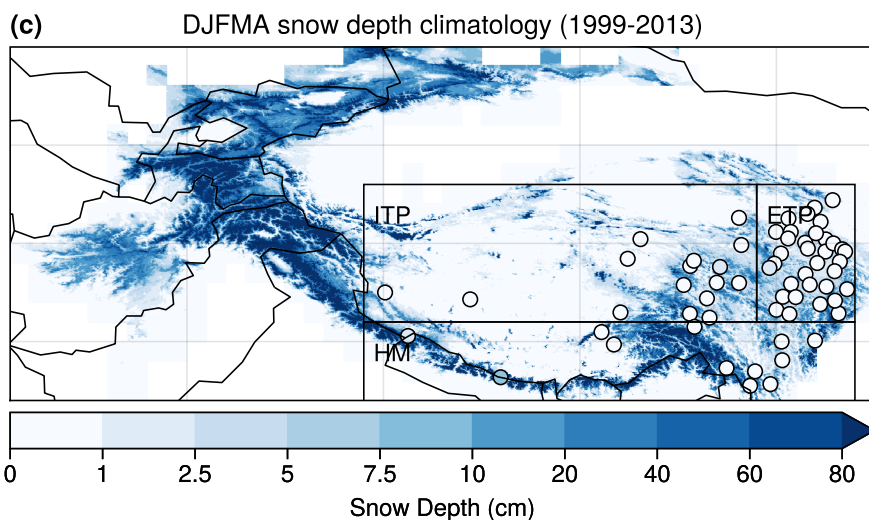 (c) DJFMA snow depth climatology (1999-2013)
ITP ETP
HM
0 1 2.5 5 7.5 10 20 40 60 80
Snow Depth (cm)